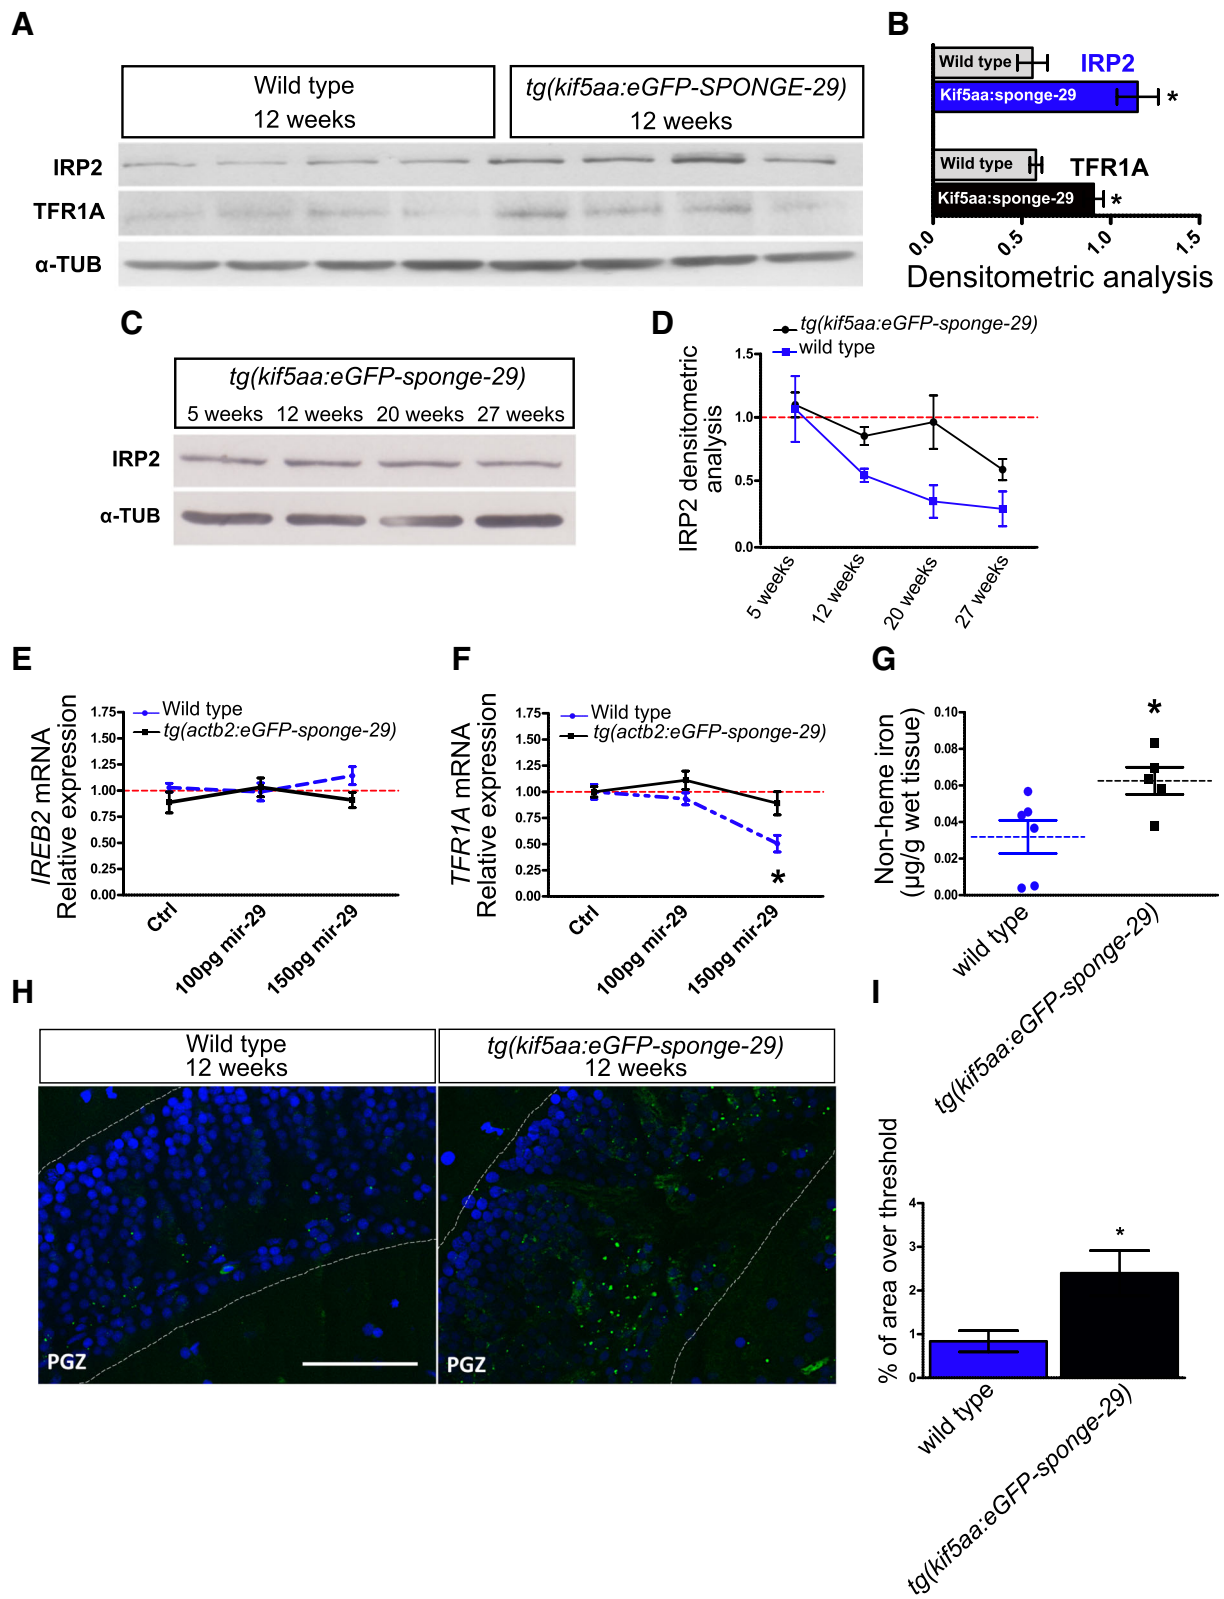 A
Wild type
12 weeks
tg(kif5aa:eGFP-SPONGE-29)
12 weeks
IRP2
TFR1A
α-TUB
B
Wild type
IRP2
Kif5aa:sponge-29
*
Wild type
TFR1A
Kif5aa:sponge-29
*
0.0 0.5 1.0 1.5
Densitometric analysis
C
tg(kif5aa:eGFP-sponge-29)
5 weeks 12 weeks 20 weeks 27 weeks
IRP2
α-TUB
D
tg(kif5aa:eGFP-sponge-29)
wild type
IRP2 densitometric
analysis
1.5
1.0
0.5
0.0
5 weeks
12 weeks
20 weeks
27 weeks
E
IREB2 mRNA
Relative expression
Wild type
tg(actb2:eGFP-sponge-29)
1.75
1.50
1.25
1.00
0.75
0.50
0.25
0.00
Ctrl
100pg mir-29
150pg mir-29
F
TFR1A mRNA
Relative expression
Wild type
tg(actb2:eGFP-sponge-29)
1.75
1.50
1.25
1.00
0.75
0.50
0.25
0.00
*
Ctrl
100pg mir-29
150pg mir-29
G
Non-heme iron
(µg/g wet tissue)
0.10
0.08
0.06
0.04
0.02
0.00
*
wild type
tg(kif5aa:eGFP-sponge-29)
H
Wild type
12 weeks
tg(kif5aa:eGFP-sponge-29)
12 weeks
PGZ
PGZ
I
% of area over threshold
4
3
2
1
0
*
wild type
tg(kif5aa:eGFP-sponge-29)